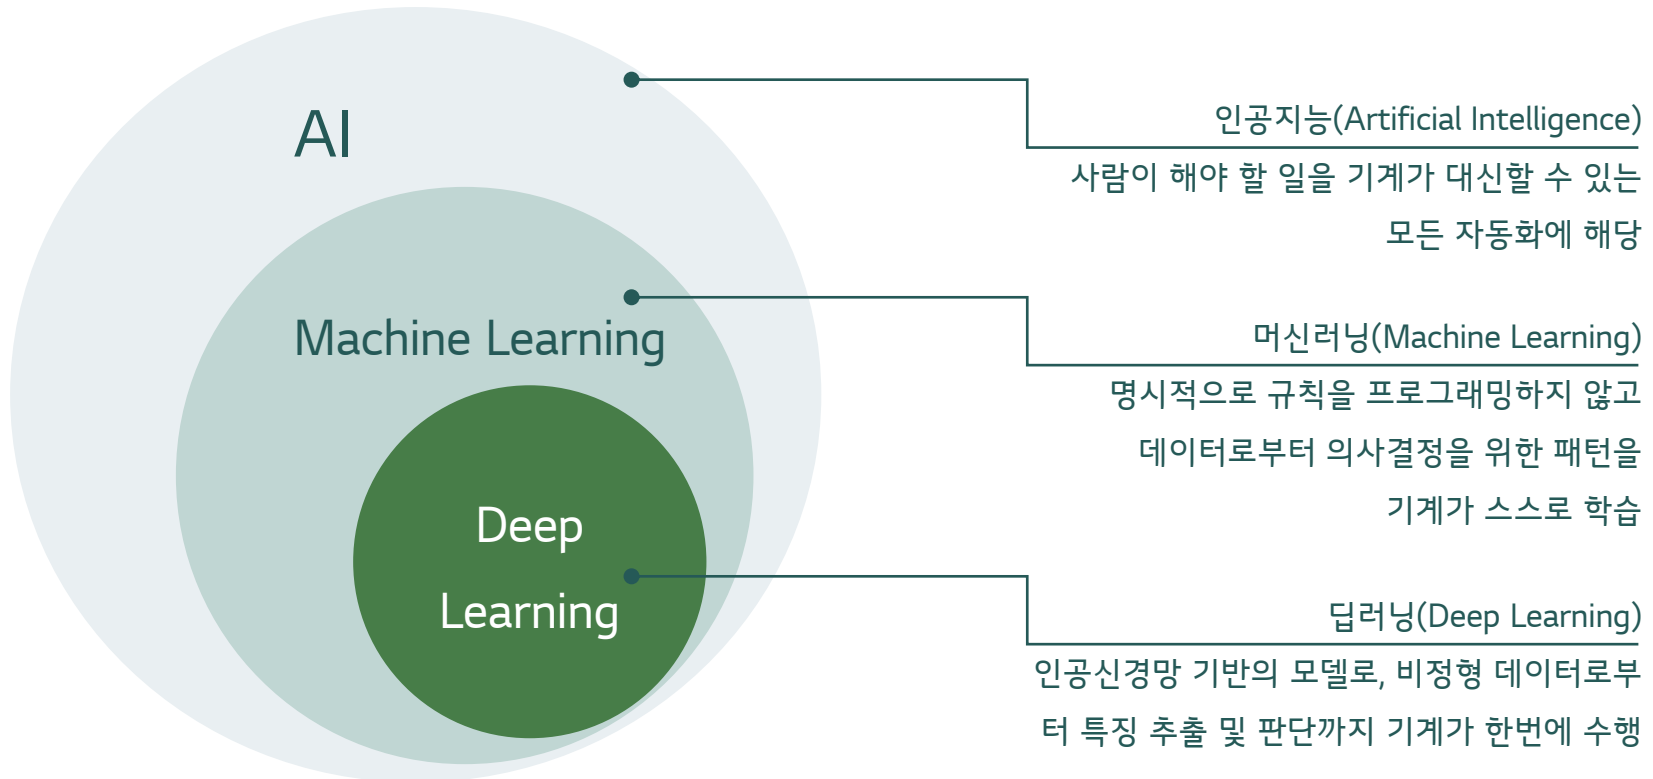 AI
Machine Learning
Deep
Learning
인공지능(Artificial Intelligence)
사람이 해야 할 일을 기계가 대신할 수 있는
모든 자동화에 해당
머신러닝(Machine Learning)
명시적으로 규칙을 프로그래밍하지 않고
데이터로부터 의사결정을 위한 패턴을
기계가 스스로 학습
딥러닝(Deep Learning)
인공신경망 기반의 모델로, 비정형 데이터로부
터 특징 추출 및 판단까지 기계가 한번에 수행